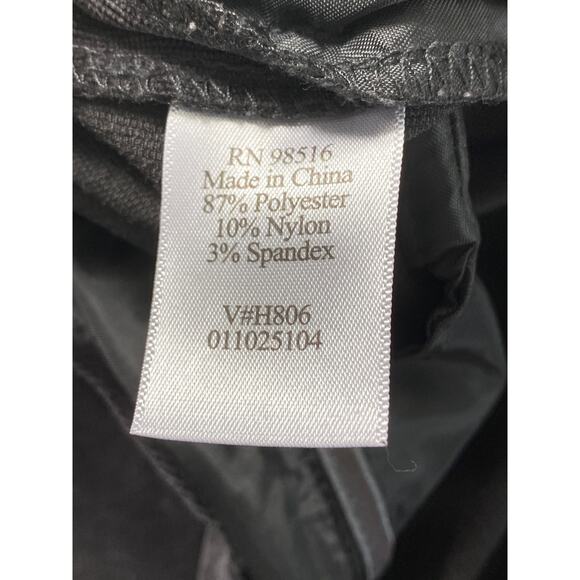 RN 98516
Made in China
87% Polyester
10% Nylon
3% Spandex
V#H806
011025104